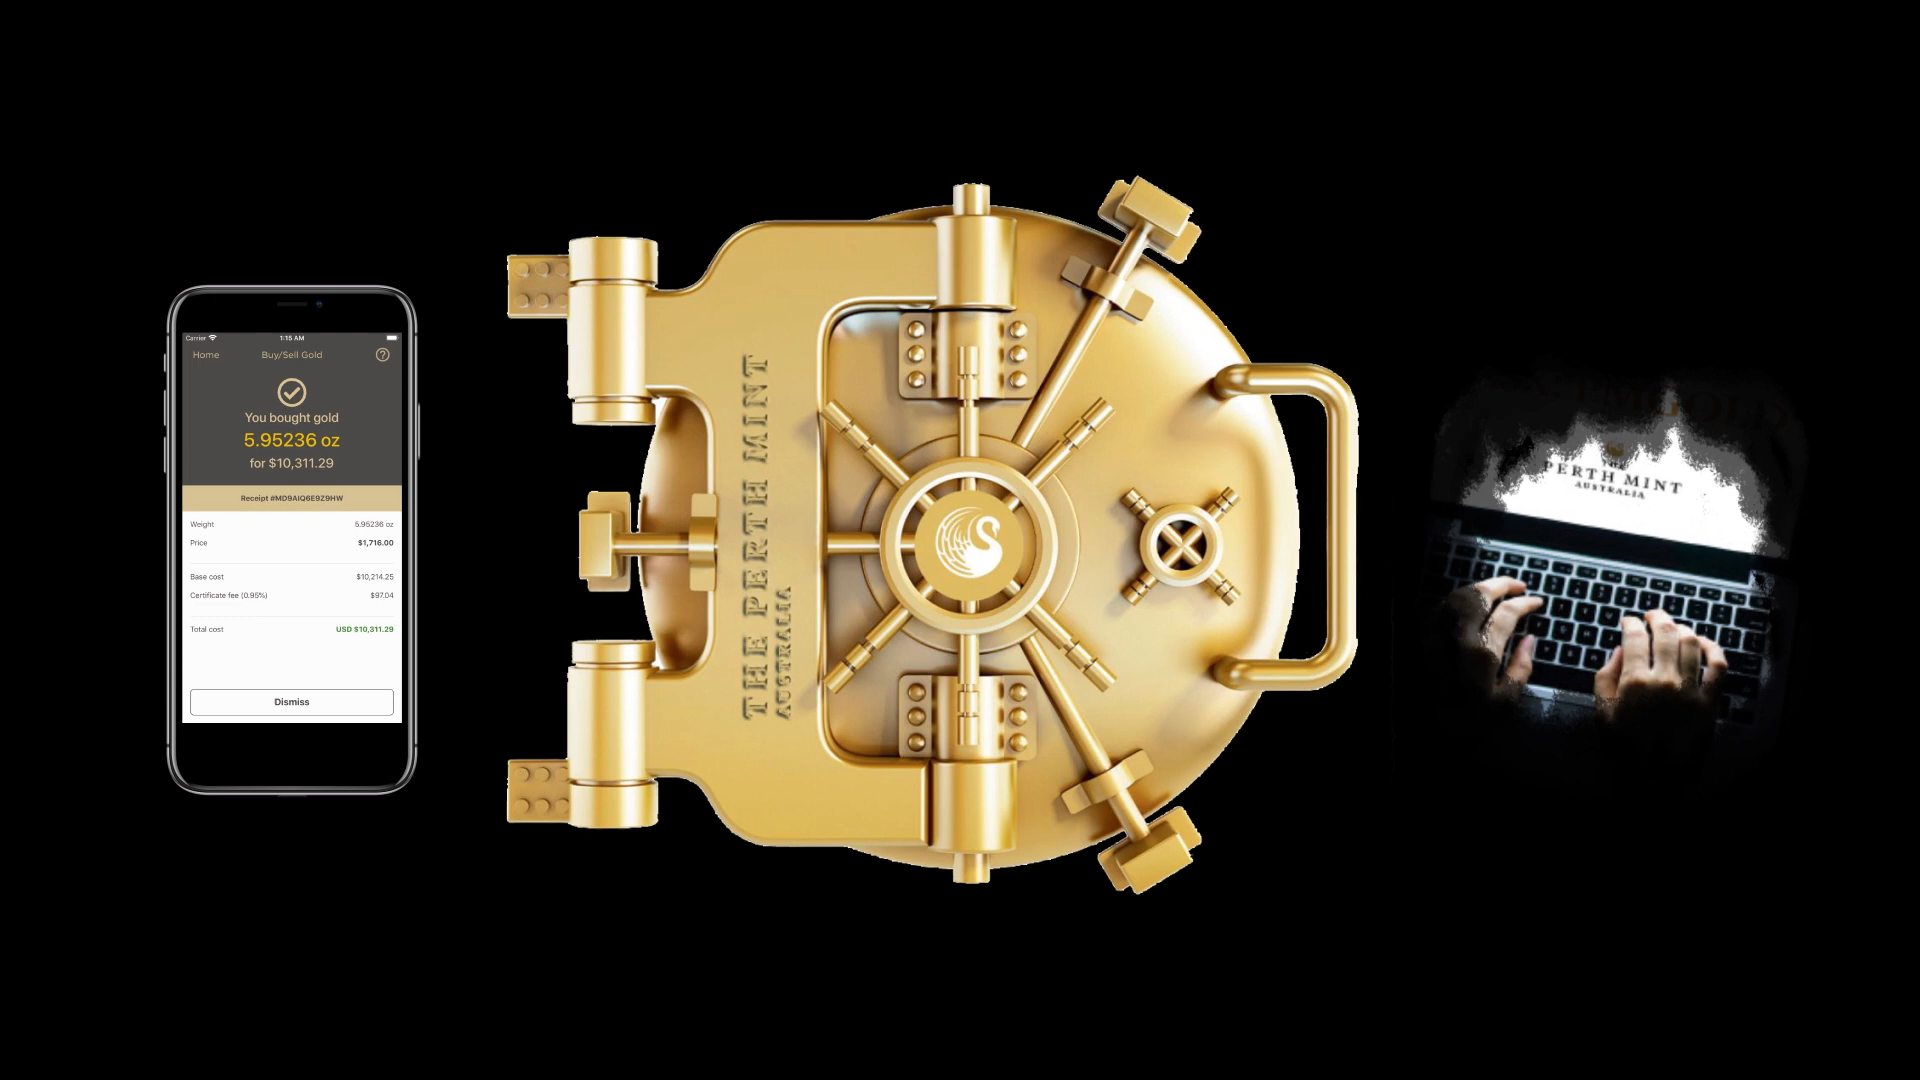 Carrier
1:15 AM
Home
Buy/Sell Gold
?
You bought gold
5.95236 oz
for $10,311.29
Receipt #MD9AIQ6E9Z9HW
Weight 5.95236 oz
Price $1,716.00
Base cost $10,214.25
Certificate fee (0.95%) $97.04
Total cost USD $10,311.29
Dismiss
THE PERTH MINT
AUSTRALIA
PERTH MINT
AUSTRALIA